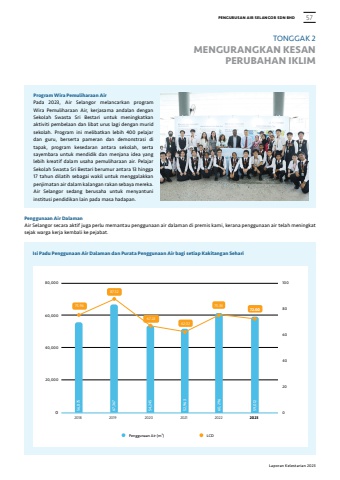 PENGURUSAN AIR SELANGOR SDN BHD 57
TONGGAK 2
MENGURANGKAN KESAN
PERUBAHAN IKLIM
Program Wira Pemuliharaan Air
Pada 2023, Air Selangor melancarkan program
Wira Pemuliharaan Air, kerjasama andalan dengan
Sekolah Swasta Sri Bestari untuk meningkatkan
aktiviti pembelaan dan libat urus lagi dengan murid
sekolah. Program ini melibatkan lebih 400 pelajar
dan guru, berserta pameran dan demonstrasi di
tapak, program kesedaran antara sekolah, serta
sayembara untuk mendidik dan menjana idea yang
lebih kreatif dalam usaha pemuliharaan air. Pelajar
Sekolah Swasta Sri Bestari berumur antara 13 hingga
17 tahun dilatih sebagai wakil untuk menggalakkan
penjimatan air dalam kalangan rakan sebaya mereka.
Air Selangor sedang berusaha untuk menyantuni
institusi pendidikan lain pada masa hadapan.
Penggunaan Air Dalaman
Air Selangor secara aktif juga perlu memantau penggunaan air dalaman di premis kami, kerana penggunaan air telah meningkat
sejak warga kerja kembali ke pejabat.
Isi Padu Penggunaan Air Dalaman dan Purata Penggunaan Air bagi setiap Kakitangan Sehari
80,000
60,000
40,000
20,000
0
100
80
60
40
20
0
2018 2019 2020 2021 2022 2023
Penggunaan Air (m³) LCD
Laporan Kelestarian 2023